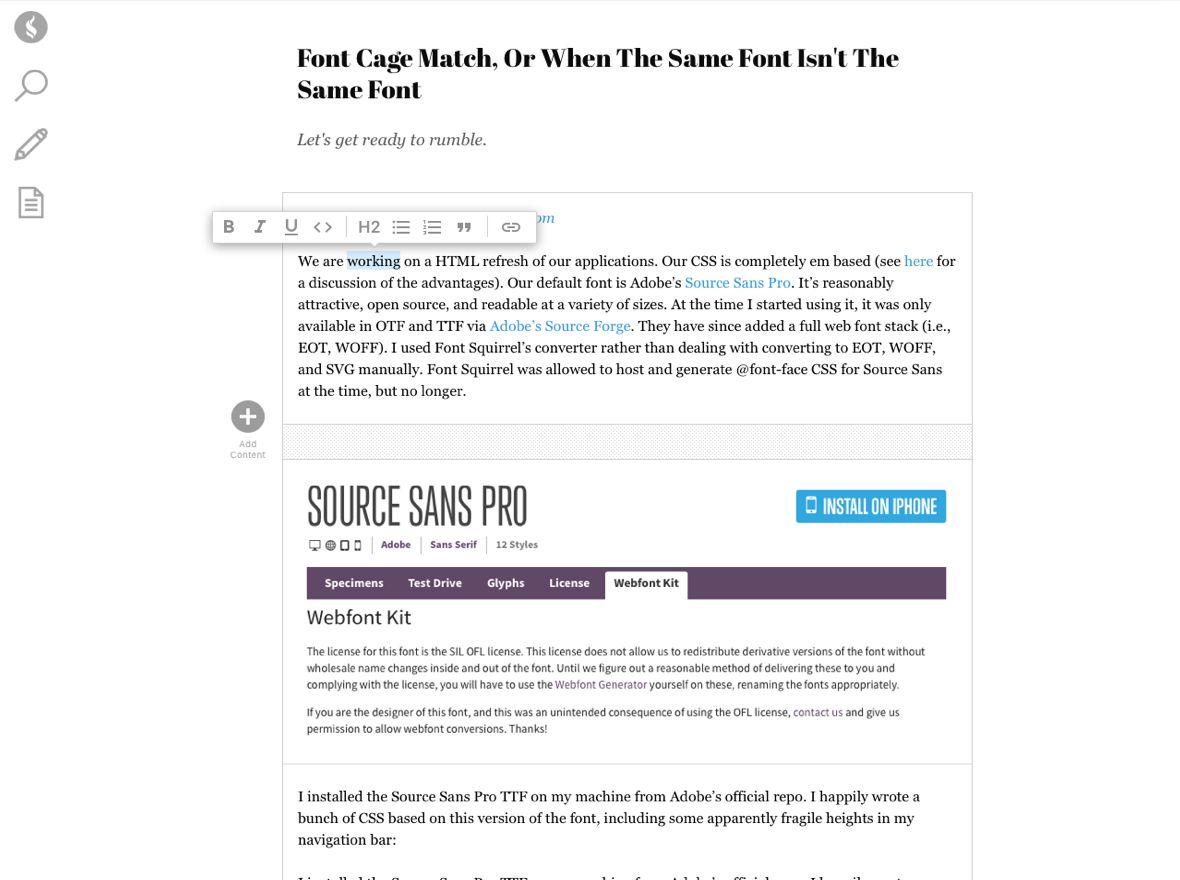 Font Cage Match, Or When The Same Font Isn't The
Same Font
Let's get ready to rumble.
om
B I U <> H2
We are working on a HTML refresh of our applications. Our CSS is completely em based (see here for
a discussion of the advantages). Our default font is Adobe’s Source Sans Pro. It’s reasonably
attractive, open source, and readable at a variety of sizes. At the time I started using it, it was only
available in OTF and TTF via Adobe’s Source Forge. They have since added a full web font stack (i.e.,
EOT, WOFF). I used Font Squirrel’s converter rather than dealing with converting to EOT, WOFF,
and SVG manually. Font Squirrel was allowed to host and generate @font-face CSS for Source Sans
at the time, but no longer.
Add
Content
SOURCE SANS PRO
INSTALL ON IPHONE
Adobe Sans Serif 12 Styles
Specimens Test Drive Glyphs License Webfont Kit
Webfont Kit
The license for this font is the SIL OFL license. This license does not allow us to redistribute derivative versions of the font without
wholesale name changes inside and out of the font. Until we figure out a reasonable method of delivering these to you and
complying with the license, you will have to use the Webfont Generator yourself on these, renaming the fonts appropriately.
If you are the designer of this font, and this was an unintended consequence of using the OFL license, contact us and give us
permission to allow webfont conversions. Thanks!
I installed the Source Sans Pro TTF on my machine from Adobe’s official repo. I happily wrote a
bunch of CSS based on this version of the font, including some apparently fragile heights in my
navigation bar: